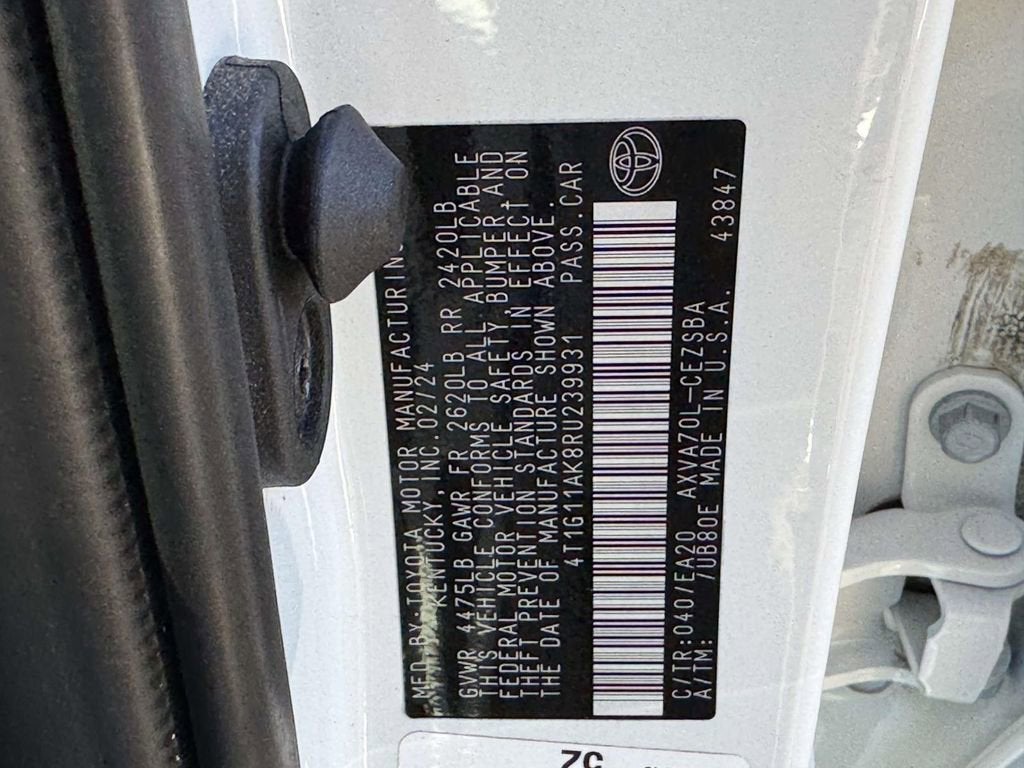 MFD.BY:TOYOTA MOTOR MANUFACTURING
KENTUCKY, INC. 02/24
GVWR 4475LB GAWR FR 2620LB RR 2420LB
THIS VEHICLE CONFORMS TO ALL APPLICABLE
FEDERAL MOTOR VEHICLE SAFETY, BUMPER, AND
THEFT PREVENTION STANDARDS IN EFFECT ON
THE DATE OF MANUFACTURE SHOWN ABOVE.
4T1G11AK8RU239931 PASS.CAR
C/TR:040/EA20 AXVA70L-CEZSBA
A/TM: /UB80E MADE IN U.S.A. 43847